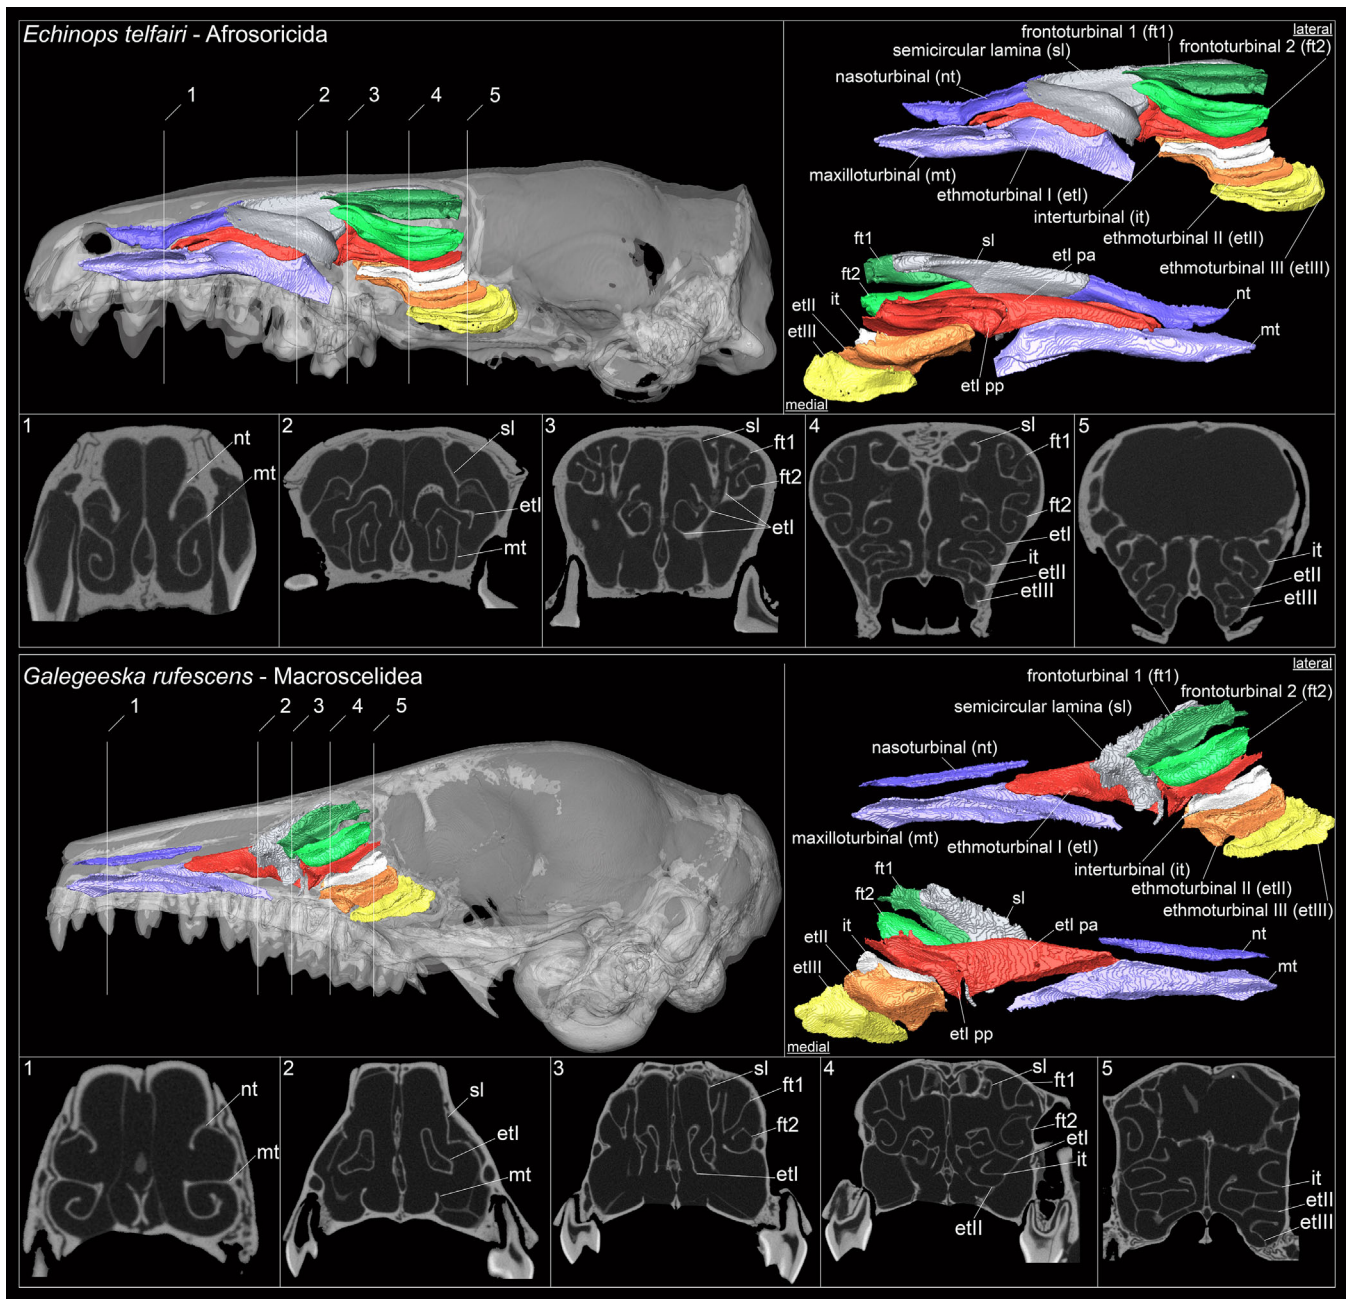 Echinops telfairi - Afrosoricida
1 2 3 4 5
lateral
frontoturbinal 1 (ft1)
semicircular lamina (sl)
frontoturbinal 2 (ft2)
nasoturbinal (nt)
maxilloturbinal (mt)
ethmoturbinal I (etI)
interturbinal (it)
ethmoturbinal II (etII)
ethmoturbinal III (etIII)
ft1
sl
etI pa
ft2
it
etII
etIII
nt
mt
etI pp
medial
1
nt
mt
2
sl
etI
mt
3
sl
ft1
ft2
etI
4
sl
ft1
ft2
etI
it
etII
etIII
5
it
etII
etIII
Galegeeska rufescens - Macroscelidea
1 2 3 4 5
lateral
frontoturbinal 1 (ft1)
frontoturbinal 2 (ft2)
semicircular lamina (sl)
nasoturbinal (nt)
maxilloturbinal (mt)
ethmoturbinal I (etI)
interturbinal (it)
ethmoturbinal II (etII)
ethmoturbinal III (etIII)
ft1
ft2
sl
it
etI pa
etII
nt
etIII
mt
etI pp
medial
1
nt
mt
2
sl
etI
mt
3
sl
ft1
ft2
etI
4
sl
ft1
ft2
etI
it
etII
5
it
etII
etIII